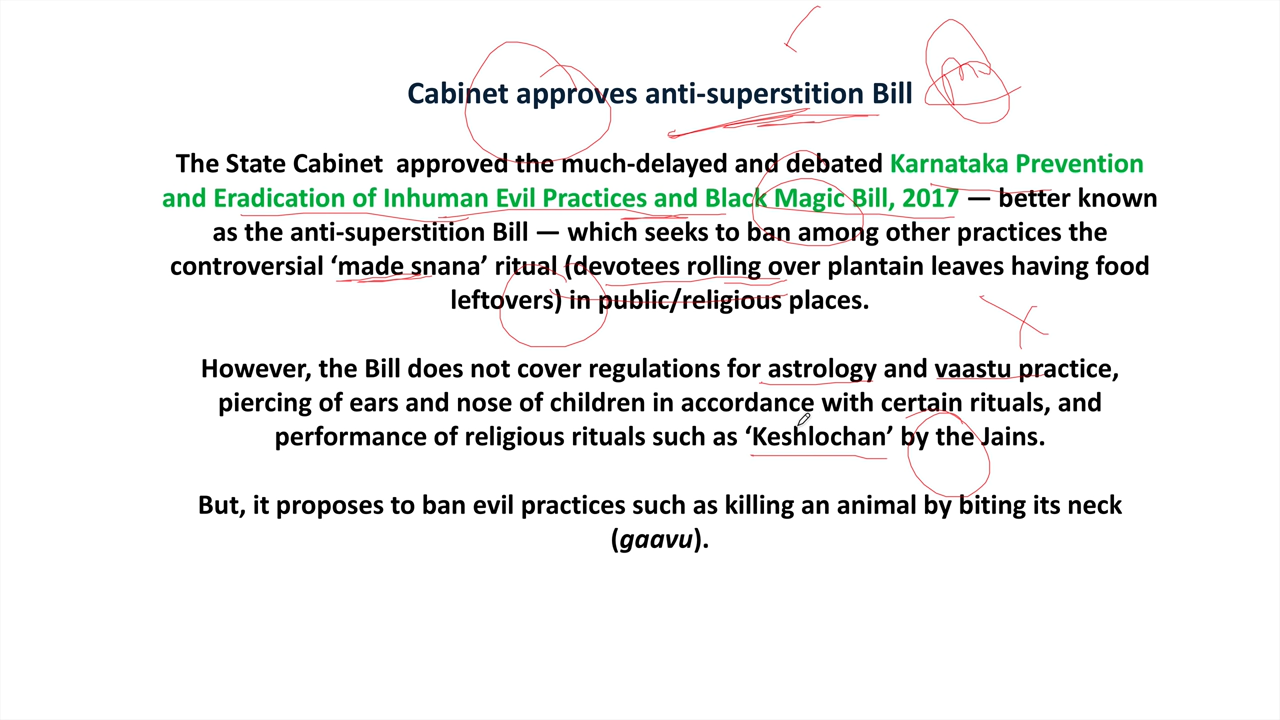 Cabinet approves anti-superstition Bill
The State Cabinet approved the much-delayed and debated Karnataka Prevention
and Eradication of Inhuman Evil Practices and Black Magic Bill, 2017 — better known
as the anti-superstition Bill — which seeks to ban among other practices the
controversial ‘made snana’ ritual (devotees rolling over plantain leaves having food
leftovers) in public/religious places.
However, the Bill does not cover regulations for astrology and vaastu practice,
piercing of ears and nose of children in accordance with certain rituals, and
performance of religious rituals such as ‘Keshlochan’ by the Jains.
But, it proposes to ban evil practices such as killing an animal by biting its neck
(gaavu).